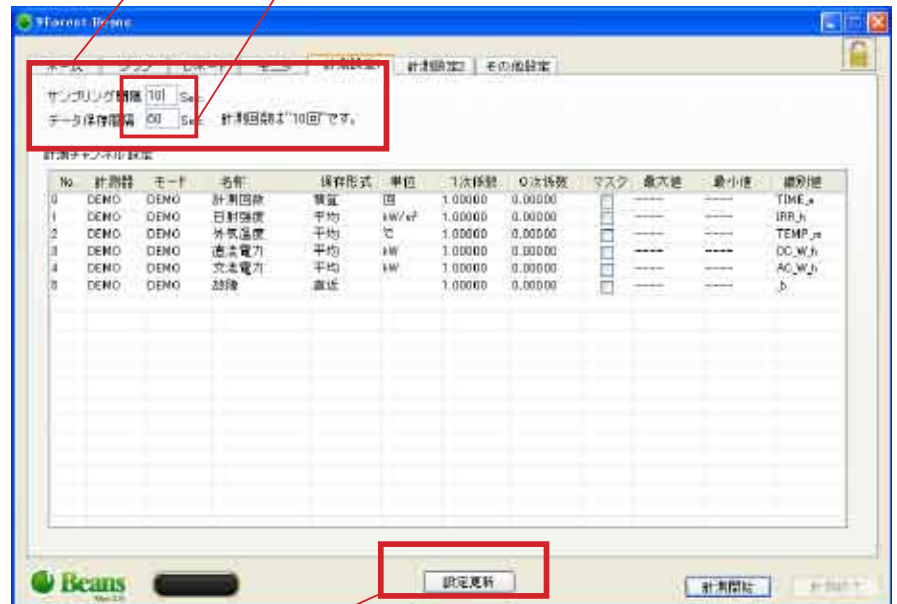 計測設定2 その他設定
サンプリング間隔 10 Sec
データ保存間隔 60 Sec 計測回数は"10回"です。
計測チャンネル設定
No. 計測器 モード 名称 保存形式 単位 1次係数 0次係数 マスク 最大値 最小値 識別値
0 DEMO DEMO 計測回数 積算 回 1.00000 0.00000 ----- ----- TIME_s
1 DEMO DEMO 日射強度 平均 kW/㎡ 1.00000 0.00000 ----- ----- IRR_h
2 DEMO DEMO 外気温度 平均 ℃ 1.00000 0.00000 ----- ----- TEMP_m
3 DEMO DEMO 直流電力 平均 kW 1.00000 0.00000 ----- ----- DC_W_h
4 DEMO DEMO 交流電力 平均 kW 1.00000 0.00000 ----- ----- AC_W_h
DEMO DEMO 故障 直近 1.00000 0.00000 ----- ----- _b
Beans 設定更新 計測開始